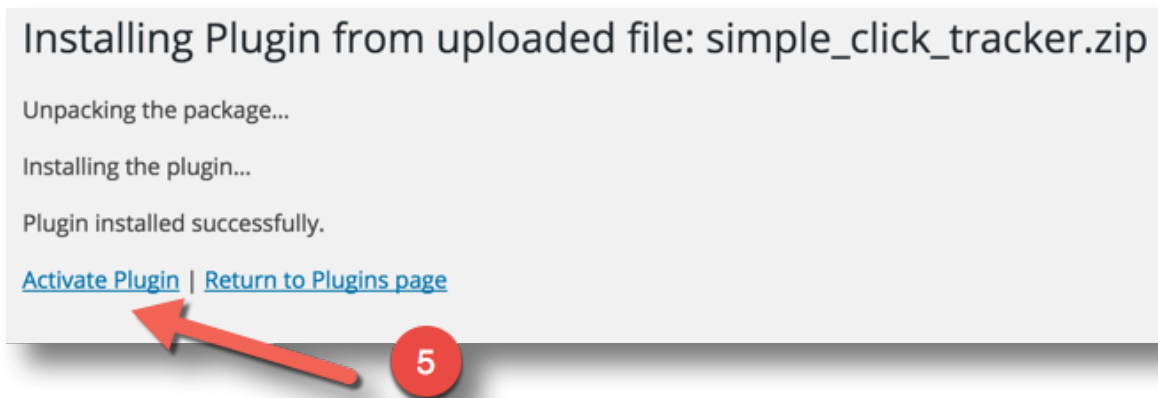 Installing Plugin from uploaded file: simple_click_tracker.zip
Unpacking the package...
Installing the plugin...
Plugin installed successfully.
Activate Plugin | Return to Plugins page
5